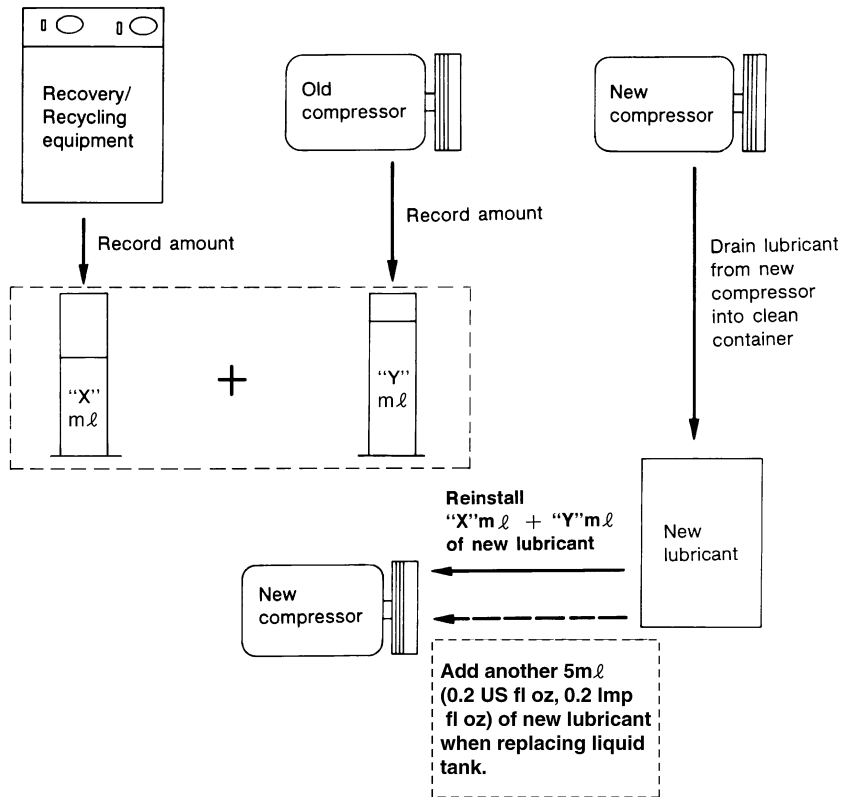 Recovery/
Recycling
equipment
Old
compressor
New
compressor
Record amount
Record amount
Drain lubricant
from new
compressor
into clean
container
“X”
mℓ
+
“Y”
mℓ
Reinstall
“X”mℓ + “Y”mℓ
of new lubricant
New
lubricant
New
compressor
Add another 5mℓ
(0.2 US fl oz, 0.2 Imp
fl oz) of new lubricant
when replacing liquid
tank.